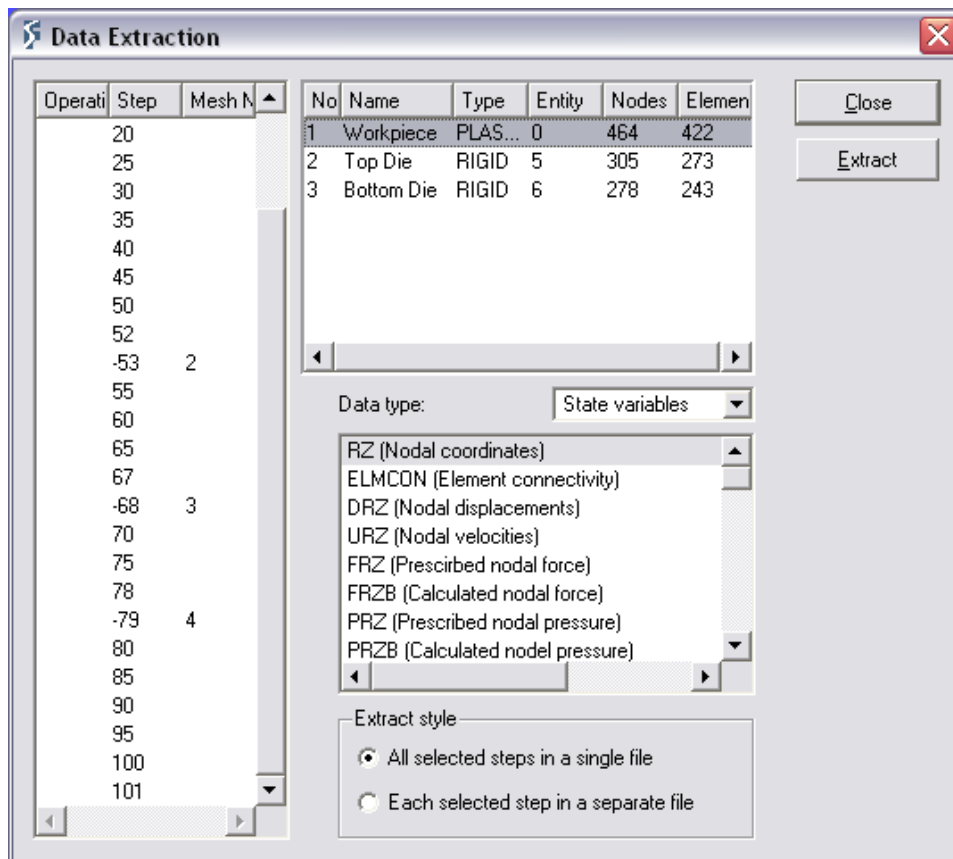 Data Extraction
Operati Step Mesh N
20
25
30
35
40
45
50
52
-53 2
55
60
65
67
-68 3
70
75
78
-79 4
80
85
90
95
100
101
No Name Type Entity Nodes Elemen
1 Workpiece PLAS... 0 464 422
2 Top Die RIGID 5 305 273
3 Bottom Die RIGID 6 278 243
Data type: State variables
RZ (Nodal coordinates)
ELMCON (Element connectivity)
DRZ (Nodal displacements)
URZ (Nodal velocities)
FRZ (Prescirbed nodal force)
FRZB (Calculated nodal force)
PRZ (Prescribed nodal pressure)
PRZB (Calculated nodel pressure)
Extract style
All selected steps in a single file
Each selected step in a separate file
Close
Extract